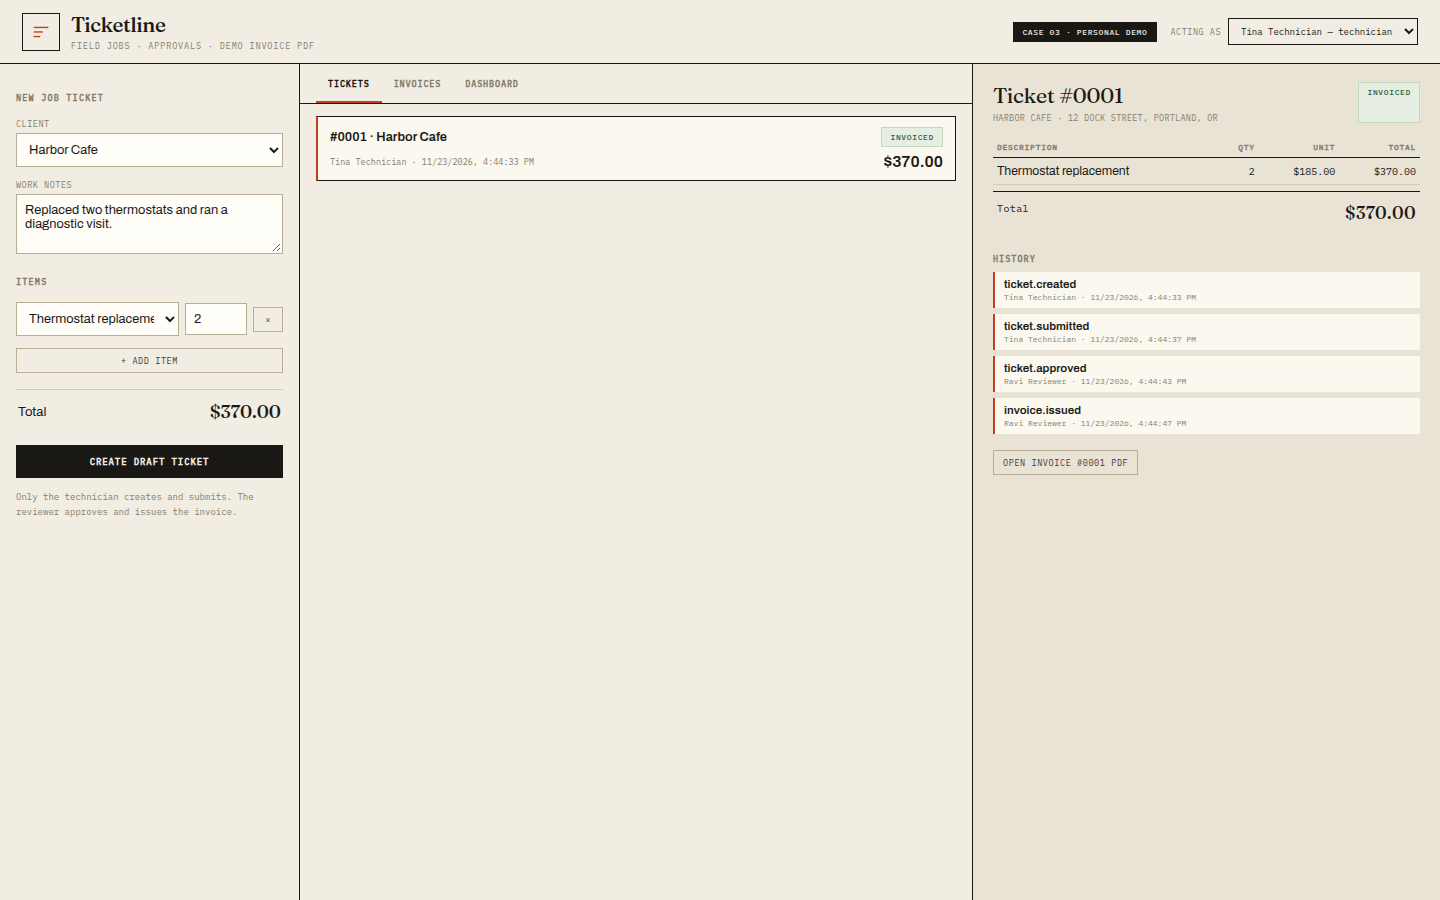 Ticketline
FIELD JOBS · APPROVALS · DEMO INVOICE PDF
CASE 03 · PERSONAL DEMO
ACTING AS
Tina Technician — technician
NEW JOB TICKET
CLIENT
Harbor Cafe
WORK NOTES
Replaced two thermostats and ran a
diagnostic visit.
ITEMS
Thermostat replaceme
2
×
+ ADD ITEM
Total
$370.00
CREATE DRAFT TICKET
Only the technician creates and submits. The
reviewer approves and issues the invoice.
TICKETS
INVOICES
DASHBOARD
#0001 · Harbor Cafe
INVOICED
Tina Technician · 11/23/2026, 4:44:33 PM
$370.00
Ticket #0001
INVOICED
HARBOR CAFE · 12 DOCK STREET, PORTLAND, OR
DESCRIPTION QTY UNIT TOTAL
Thermostat replacement 2 $185.00 $370.00
Total $370.00
HISTORY
ticket.created
Tina Technician · 11/23/2026, 4:44:33 PM
ticket.submitted
Tina Technician · 11/23/2026, 4:44:37 PM
ticket.approved
Ravi Reviewer · 11/23/2026, 4:44:43 PM
invoice.issued
Ravi Reviewer · 11/23/2026, 4:44:47 PM
OPEN INVOICE #0001 PDF